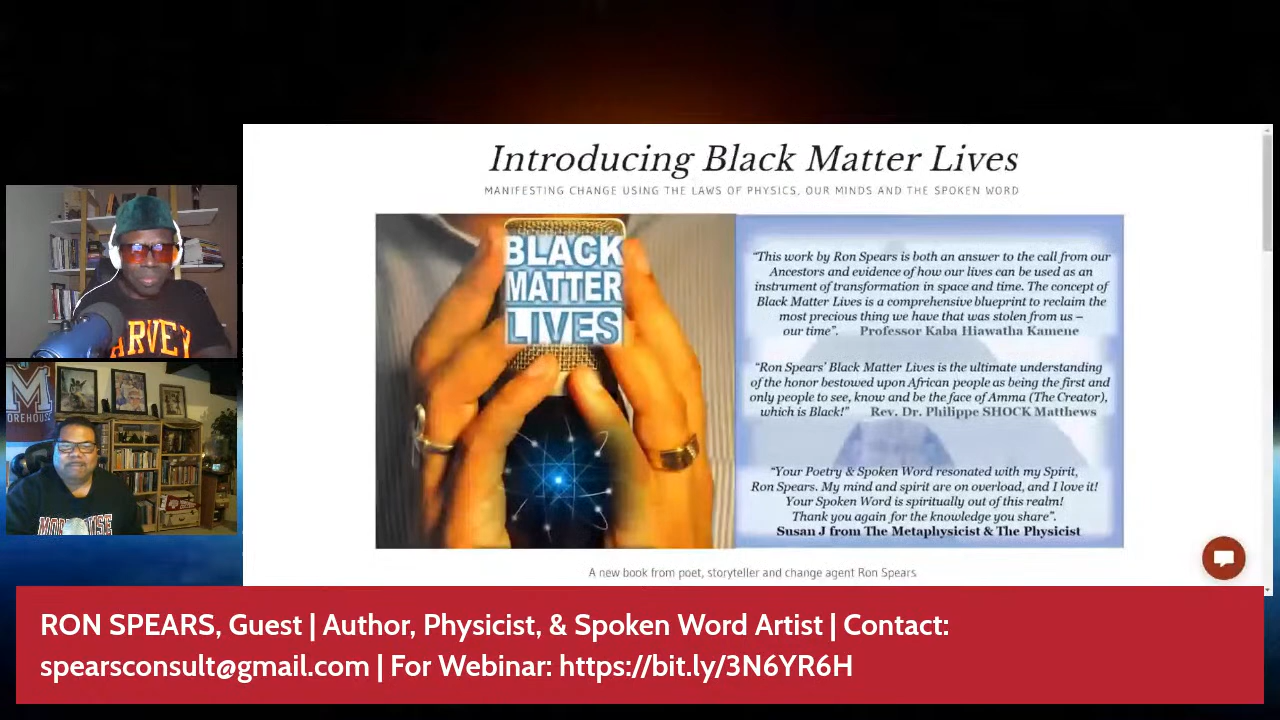 Introducing Black Matter Lives
MANIFESTING CHANGE USING THE LAWS OF PHYSICS, OUR MINDS AND THE SPOKEN WORD
BLACK
MATTER
LIVES
"This work by Ron Spears is both an answer to the call from our
Ancestors and evidence of how our lives can be used as an
instrument of transformation in space and time. The concept of
Black Matter Lives is a comprehensive blueprint to reclaim the
most precious thing we have that was stolen from us –
our time". Professor Kaba Hiawatha Kamene
"Ron Spears' Black Matter Lives is the ultimate understanding
of the honor bestowed upon African people as being the first and
only people to see, know and be the face of Amma (The Creator),
which is Black!" Rev. Dr. Philippe SHOCK Matthews
"Your Poetry & Spoken Word resonated with my Spirit,
Ron Spears. My mind and spirit are on overload, and I love it!
Your Spoken Word is spiritually out of this realm!
Thank you again for the knowledge you share".
Susan J from The Metaphysicist & The Physicist
A new book from poet, storyteller and change agent Ron Spears
ARVEY
M
OREHOUS
RON SPEARS, Guest | Author, Physicist, & Spoken Word Artist | Contact:
spearsconsult@gmail.com | For Webinar: https://bit.ly/3N6YR6H